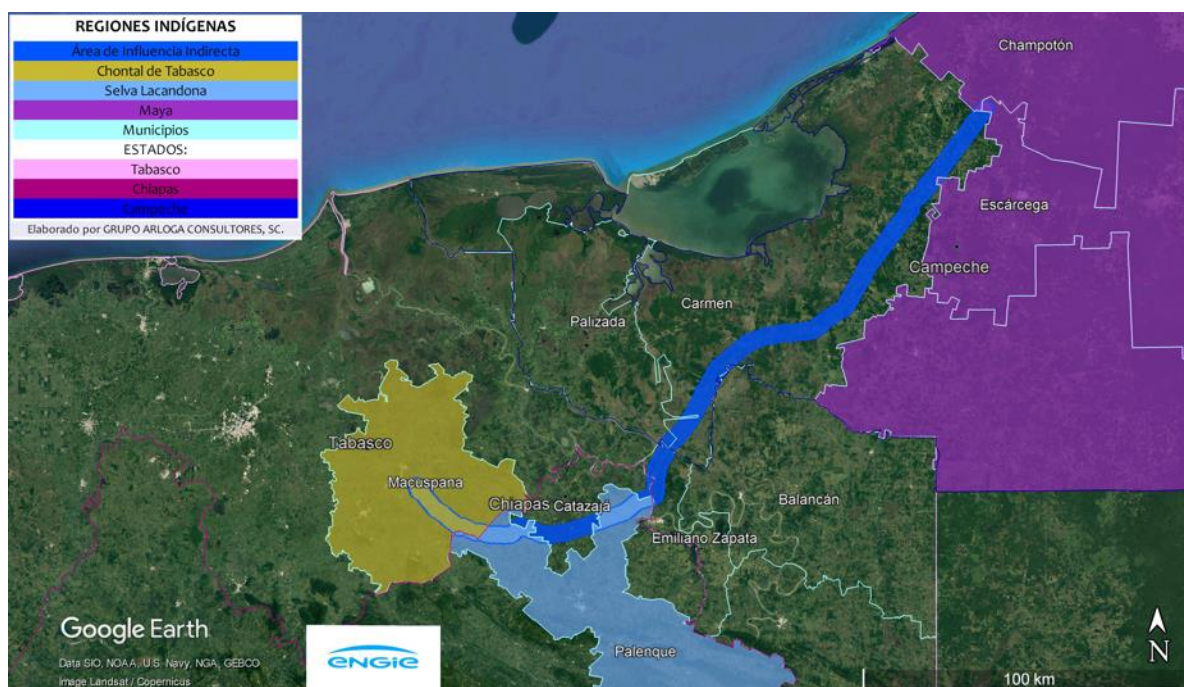 REGIONES INDÍGENAS
Área de Influencia Indirecta
Chontal de Tabasco
Selva Lacandona
Maya
Municipios
ESTADOS:
Tabasco
Chiapas
Campeche
Elaborado por GRUPO ARLOGA CONSULTORES, SC.
Champotón
Escárcega
Campeche
Carmen
Palizada
Tabasco
Macuspana
Chiapas
Catazajá
Balancán
Emiliano Zapata
Palenque
Google Earth
Data SIO, NOAA, U.S. Navy, NGA, GEBCO
Image Landsat / Copernicus
ENGIE
N
100 km